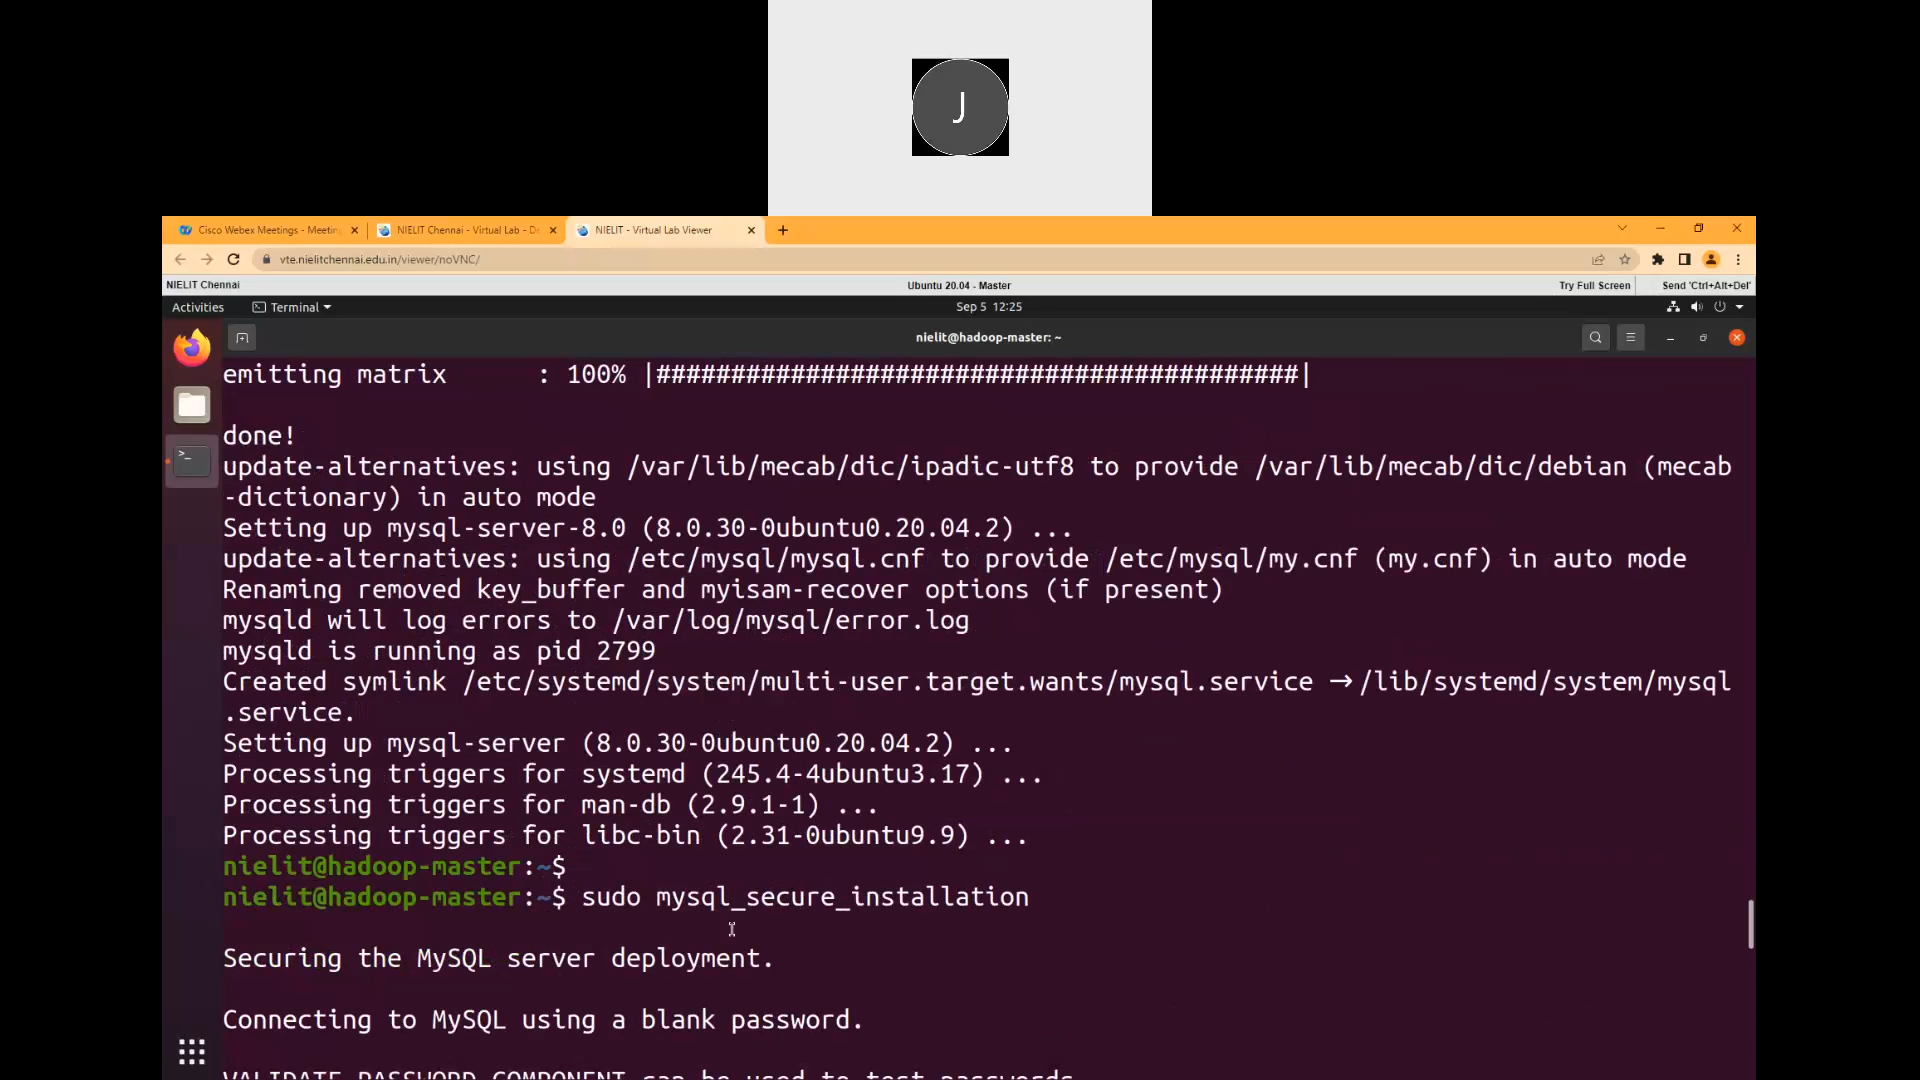 J
Cisco Webex Meetings - Meetin
NIELIT Chennai - Virtual Lab - De
NIELIT - Virtual Lab Viewer
vte.nielitchennai.edu.in/viewer/noVNC/
NIELIT Chennai
Ubuntu 20.04 - Master
Try Full Screen
Send 'Ctrl+Alt+Del'
Activities
Terminal
Sep 5 12:25
nielit@hadoop-master: ~
emitting matrix      : 100% |###########################################|
done!
update-alternatives: using /var/lib/mecab/dic/ipadic-utf8 to provide /var/lib/mecab/dic/debian (mecab
-dictionary) in auto mode
Setting up mysql-server-8.0 (8.0.30-0ubuntu0.20.04.2) ...
update-alternatives: using /etc/mysql/mysql.cnf to provide /etc/mysql/my.cnf (my.cnf) in auto mode
Renaming removed key_buffer and myisam-recover options (if present)
mysqld will log errors to /var/log/mysql/error.log
mysqld is running as pid 2799
Created symlink /etc/systemd/system/multi-user.target.wants/mysql.service → /lib/systemd/system/mysql
.service.
Setting up mysql-server (8.0.30-0ubuntu0.20.04.2) ...
Processing triggers for systemd (245.4-4ubuntu3.17) ...
Processing triggers for man-db (2.9.1-1) ...
Processing triggers for libc-bin (2.31-0ubuntu9.9) ...
nielit@hadoop-master:~$
nielit@hadoop-master:~$ sudo mysql_secure_installation
Securing the MySQL server deployment.
Connecting to MySQL using a blank password.
VALIDATE PASSWORD COMPONENT can be used to test passwords